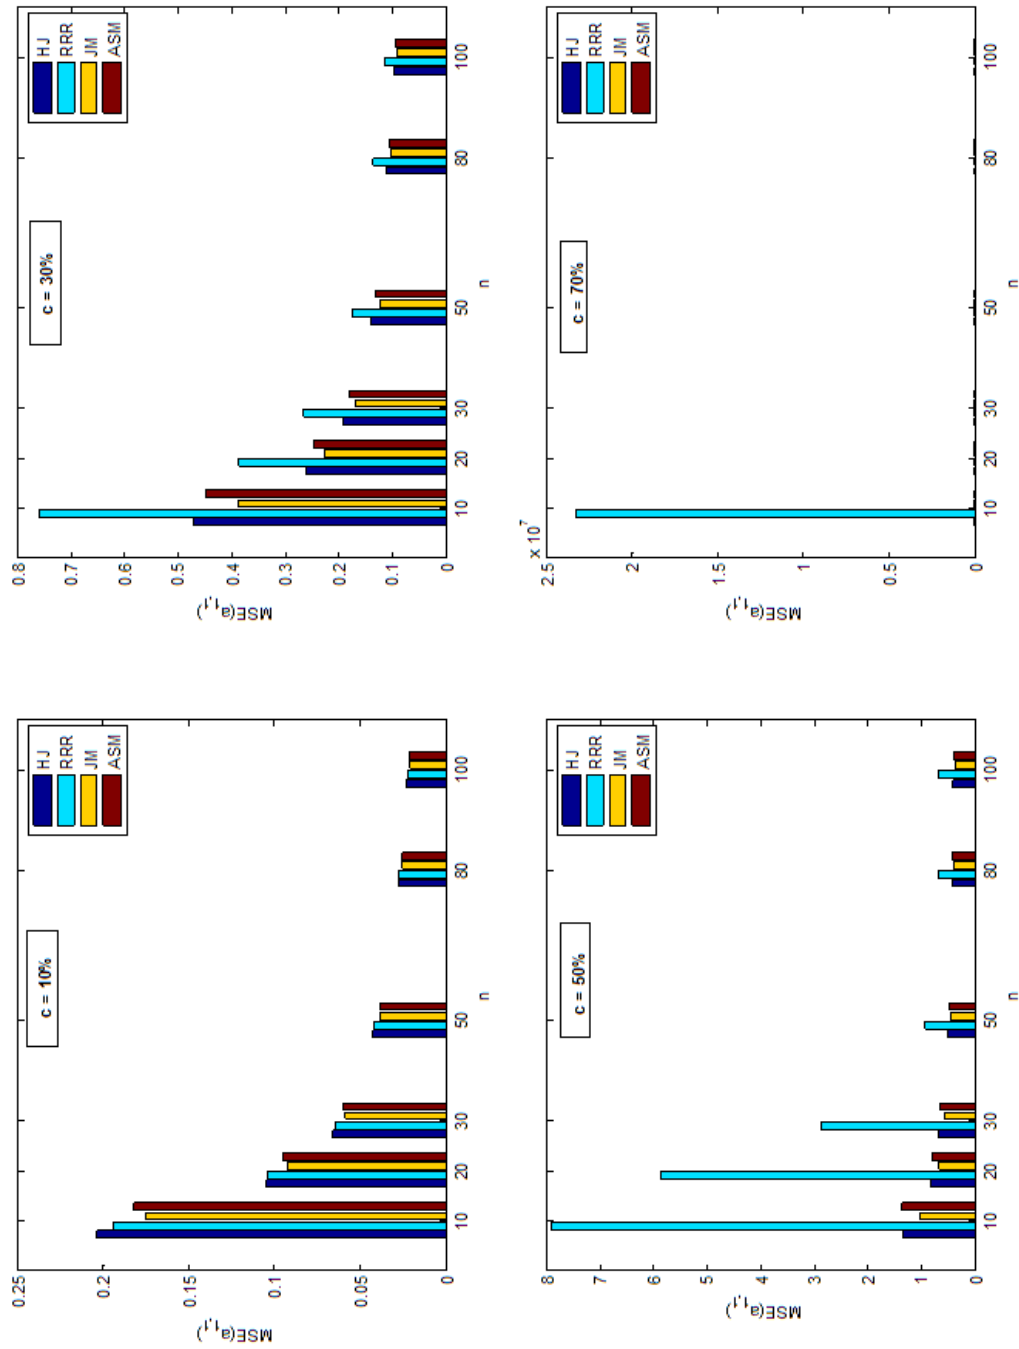 c = 10%
HJ
RRR
JM
ASM
MSE(a1,1)
0.25
0.2
0.15
0.1
0.05
0
10
20
30
50
80
100
n
c = 30%
HJ
RRR
JM
ASM
MSE(a1,1)
0.8
0.7
0.6
0.5
0.4
0.3
0.2
0.1
0
10
20
30
50
80
100
n
c = 50%
HJ
RRR
JM
ASM
MSE(a1,1)
8
7
6
5
4
3
2
1
0
10
20
30
50
80
100
n
x 10^7
c = 70%
HJ
RRR
JM
ASM
MSE(a1,1)
2.5
2
1.5
1
0.5
0
10
20
30
50
80
100
n